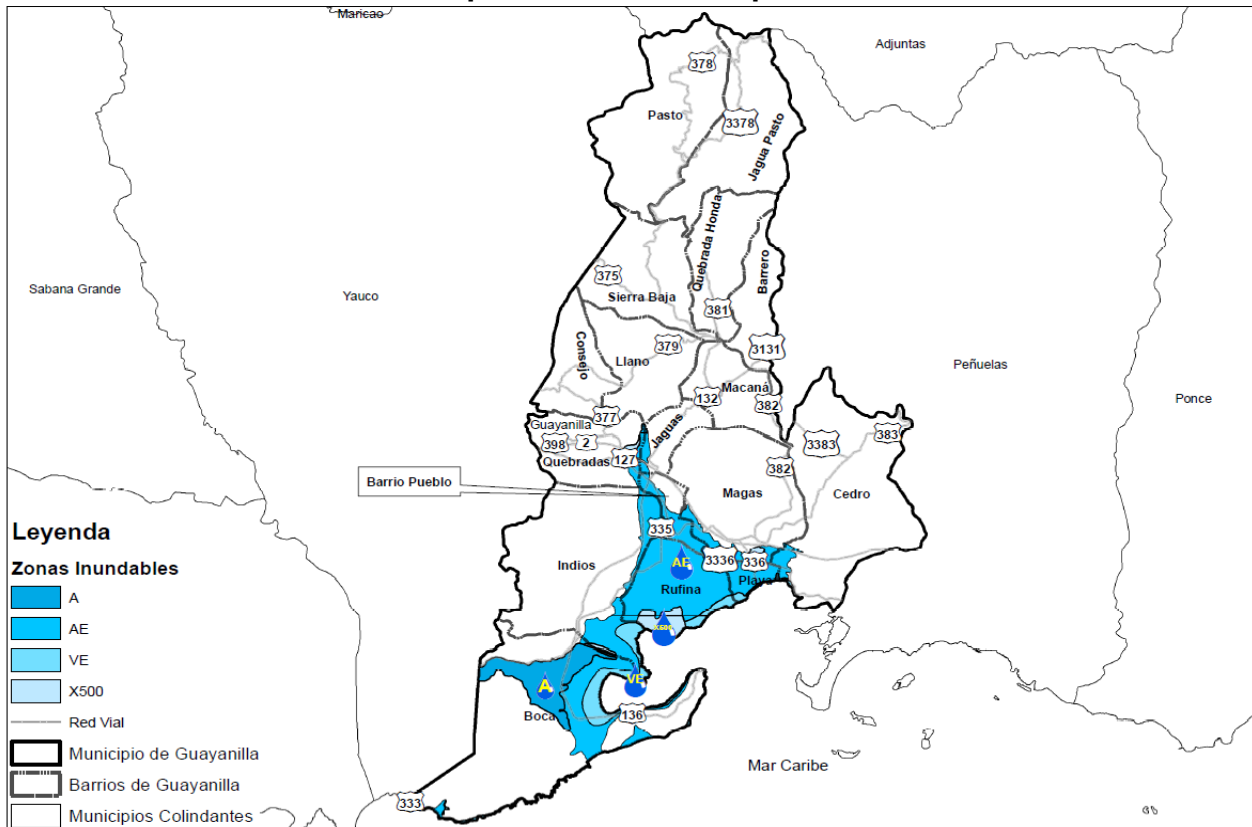 Maricao
Adjuntas
378
Pasto
3378
Jagua Pasto
Quebrada Honda
Barrero
375
Sierra Baja
Sabana Grande
Yauco
381
Consejo
379
3131
Llano
Macaná
Peñuelas
132
382
Ponce
377
Guayanilla
Jaguas
398
2
3383
383
Quebradas
127
382
Barrio Pueblo
Magas
Cedro
335
AE
3336
336
Indios
Rufina
Playa
X500
A
VE
Boca
136
Mar Caribe
333
Leyenda
Zonas Inundables
A
AE
VE
X500
Red Vial
Municipio de Guayanilla
Barrios de Guayanilla
Municipios Colindantes